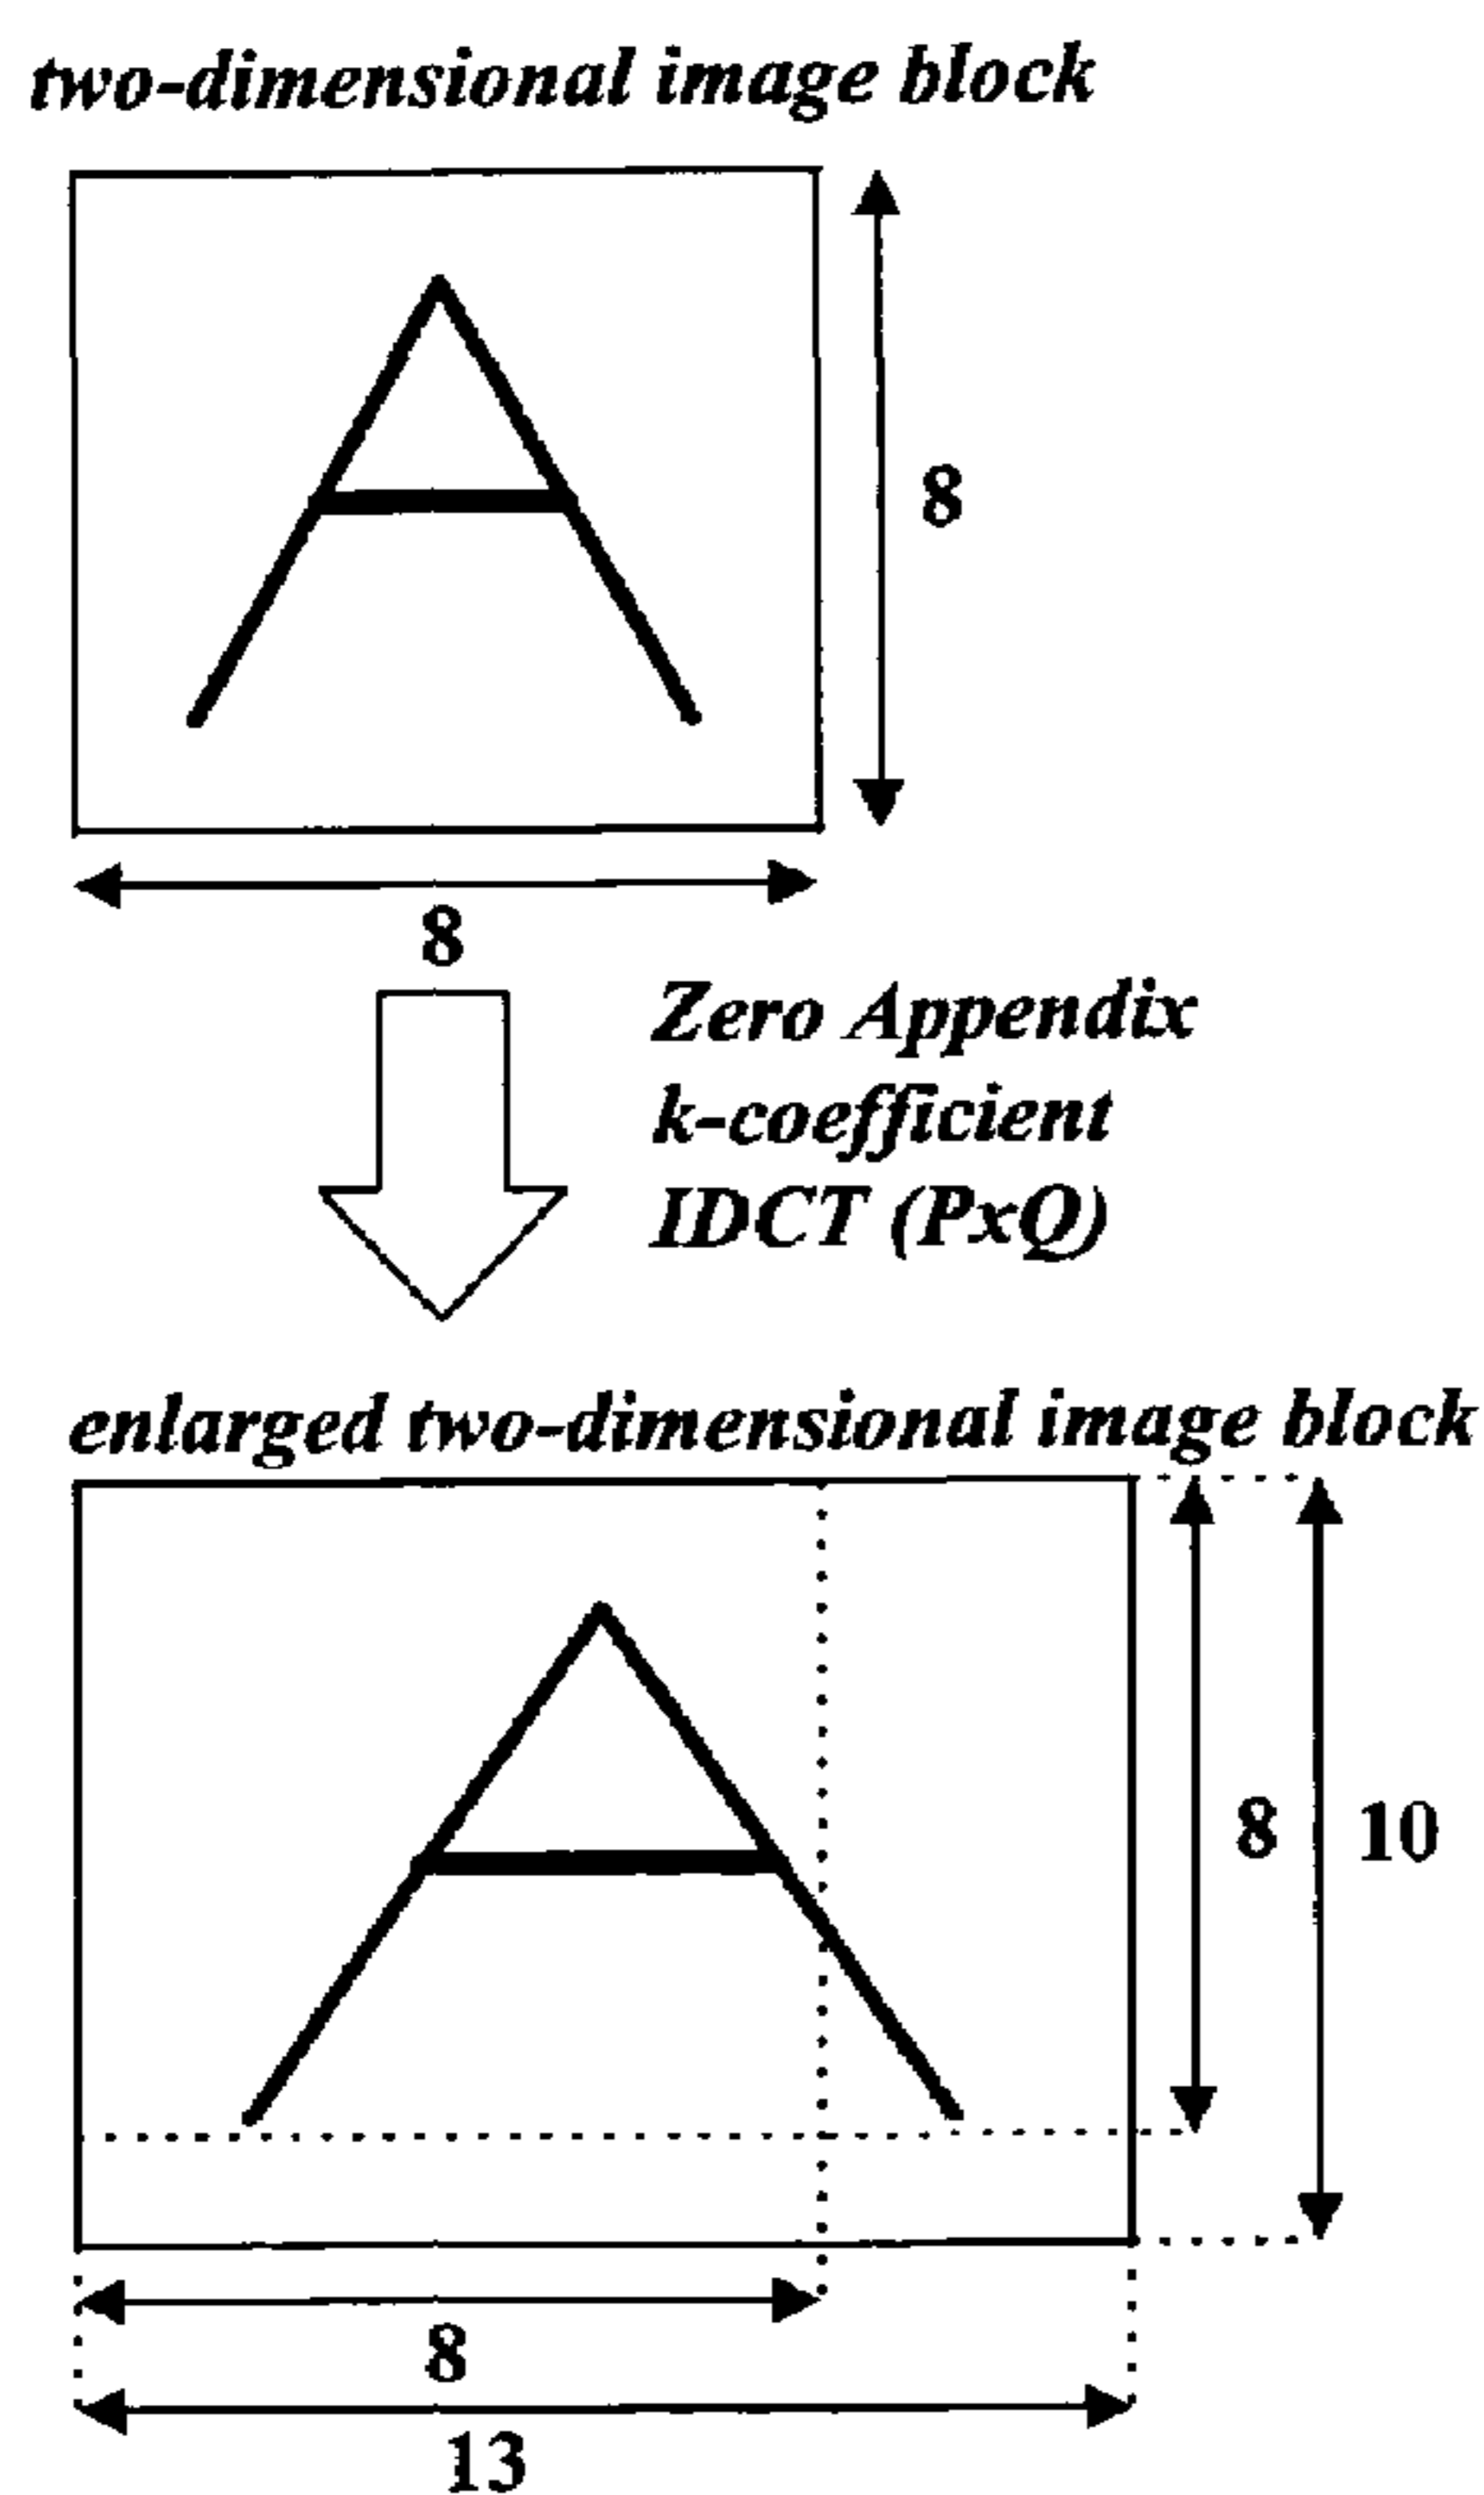 two-dimensional image block
A
8
8
Zero Appendix
k-coefficient
IDCT (PxQ)
enlarged two-dimensional image block
A
8 10
8
13